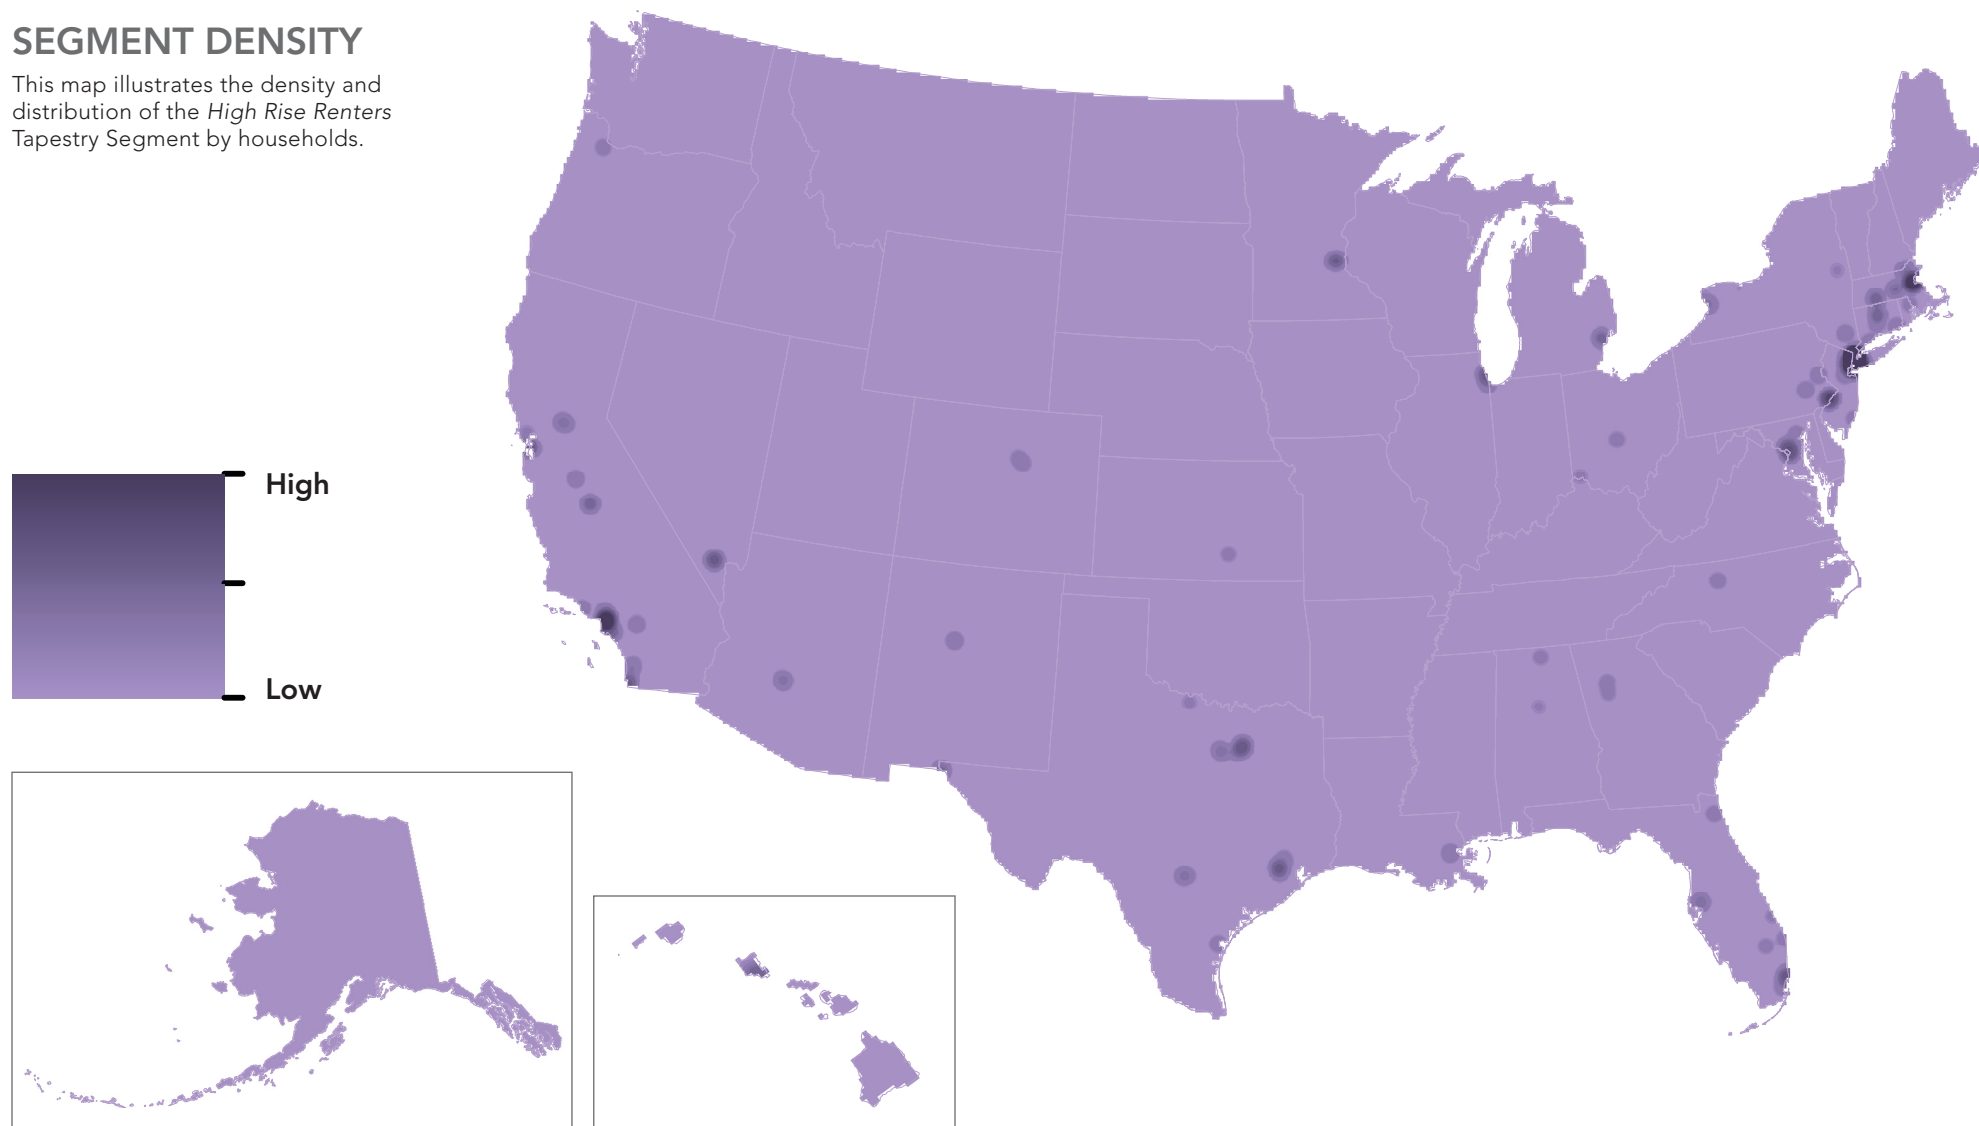 SEGMENT DENSITY
This map illustrates the density and
distribution of the High Rise Renters
Tapestry Segment by households.
High
Low